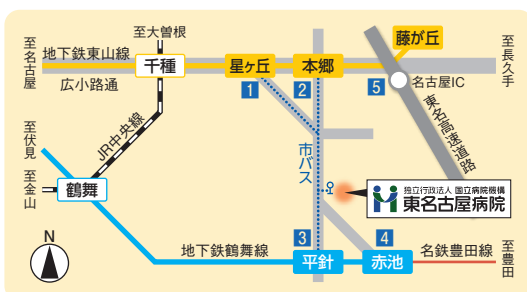 至大曽根
至名古屋
地下鉄東山線
千種
星ヶ丘
本郷
藤が丘
至長久手
広小路通
1
2
5
名古屋IC
東名高速道路
至伏見
JR中央線
市バス
至金山
鶴舞
独立行政法人 国立病院機構
東名古屋病院
N
地下鉄鶴舞線
3
平針
4
赤池
名鉄豊田線
至豊田